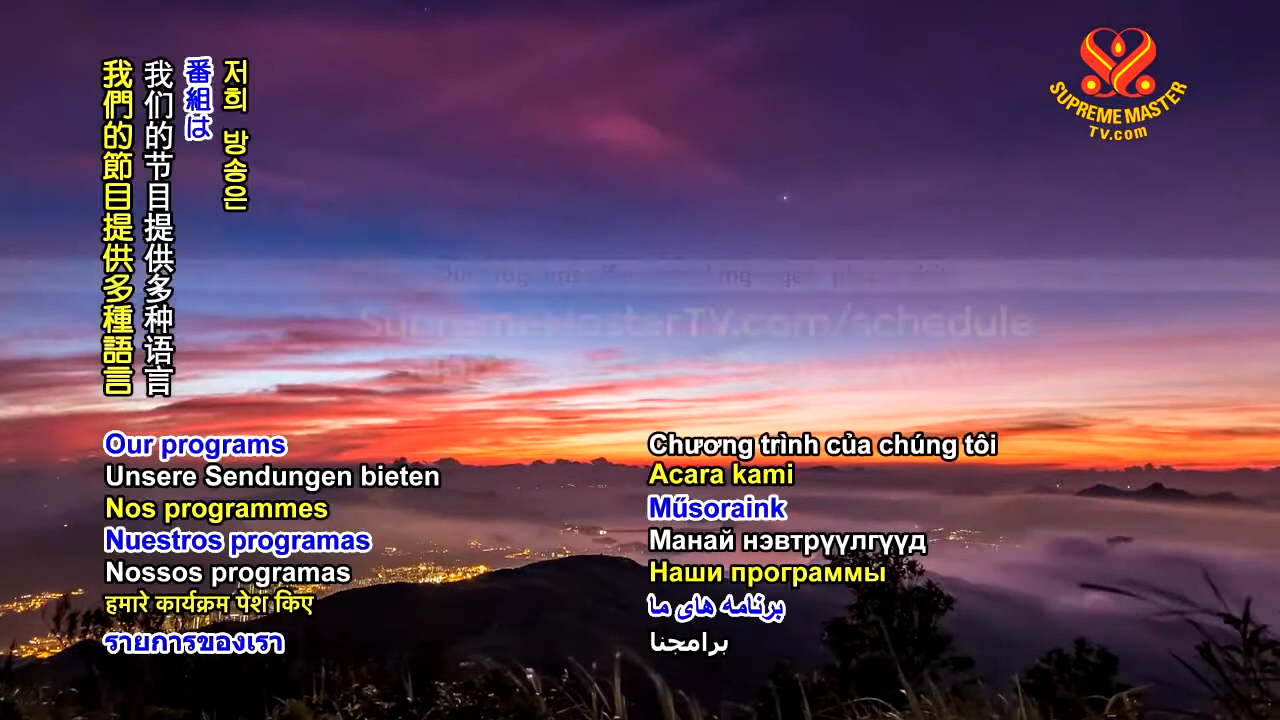 我們的節目提供多種語言
我们的节目提供多种语言
番組は
저희 방송은
SUPREME MASTER
TV.com
SupremeMasterTV.com/schedule
Our programs
Unsere Sendungen bieten
Nos programmes
Nuestros programas
Nossos programas
हमारे कार्यक्रम पेश किए
รายการของเรา
Chương trình của chúng tôi
Acara kami
Műsoraink
Манай нэвтрүүлгүүд
Наши программы
برنامه های ما
برامجنا